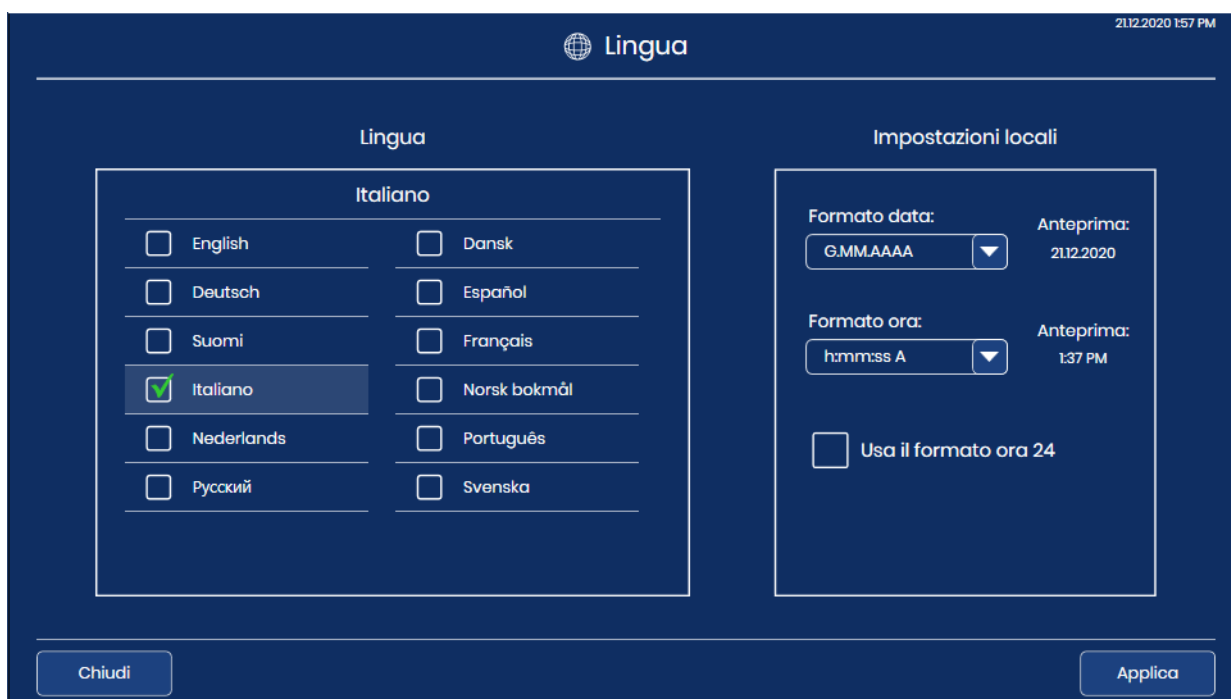 21.12.2020 1:57 PM
Lingua
Lingua
Italiano
English
Dansk
Deutsch
Español
Suomi
Français
Italiano
Norsk bokmål
Nederlands
Português
Русский
Svenska
Impostazioni locali
Formato data:
Anteprima:
G.MM.AAAA
21.12.2020
Formato ora:
Anteprima:
h:mm:ss A
1:37 PM
Usa il formato ora 24
Chiudi
Applica